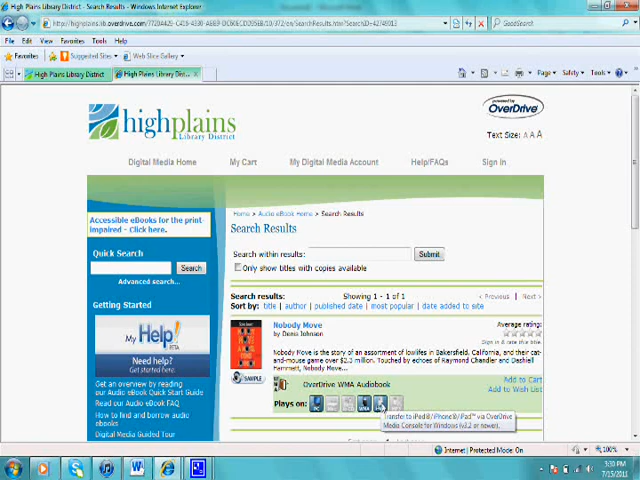 High Plains Library District - Search Results - Windows Internet Explorer
GoodSearch
File Edit View Favorites Tools Help
Favorites Suggested Sites Web Slice Gallery
High Plains Library District High Plains Library Dist...
Page Safety Tools
highplains
Library District
powered by
OverDrive
Text Size: A A A
Digital Media Home My Cart My Digital Media Account Help/FAQs Sign In
Accessible eBooks for the print-
impaired - Click here.
Quick Search
Search
Advanced search...
Getting Started
My Help!
BETA
Need help?
Get started here.
Get an overview by reading
our Audio eBook Quick Start Guide
Read our Audio eBook FAQ
How to find and borrow audio
ebooks
Digital Media Guided Tour
Home > Audio eBook Home > Search Results
Search Results
Search within results: Submit
Only show titles with copies available
Search results: Showing 1 - 1 of 1 < Previous | Next >
Sort by: title | author | published date | most popular | date added to site
Nobody Move
by Denis Johnson
Average rating:
Sign in & rate this title.
Nobody Move is the story of an assortment of lowlifes in Bakersfield, California, and their cat-
and-mouse game over $2.3 million. Touched by echoes of Raymond Chandler and Dashiell
Hammett, Nobody...
SAMPLE
OverDrive WMA Audiobook
Add to Cart
Add to Wish List
Plays on:
Transfer to iPod®/iPhone®/iPad™ via OverDrive
Media Console for Windows (v3.2 or newer).
Internet | Protected Mode: On 100%
3:30 PM
7/15/2011